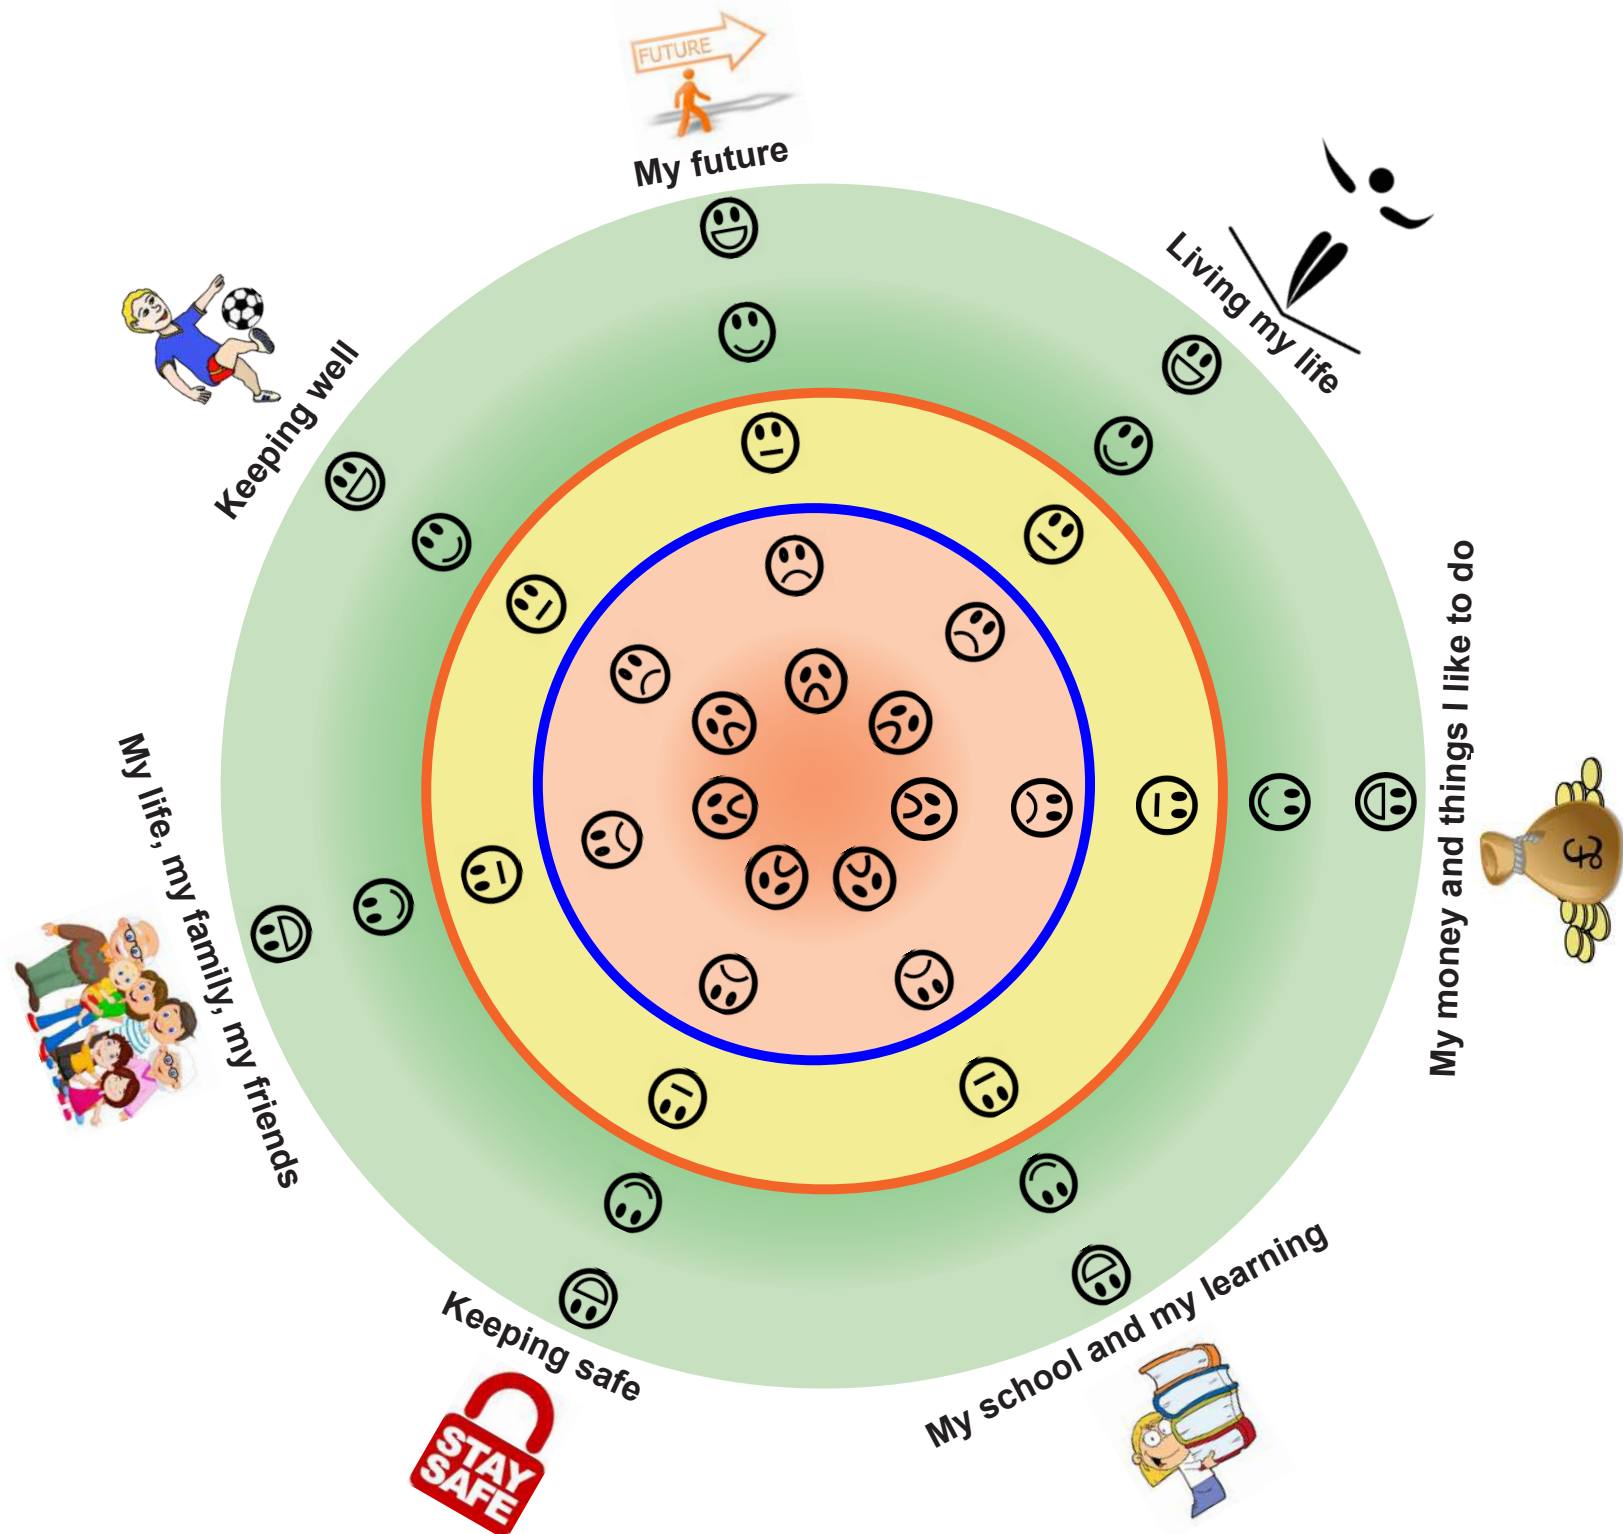 FUTURE
My future
Living my life
My money and things I like to do
£
My school and my learning
Keeping safe
STAY
SAFE
My life, my family, my friends
Keeping well